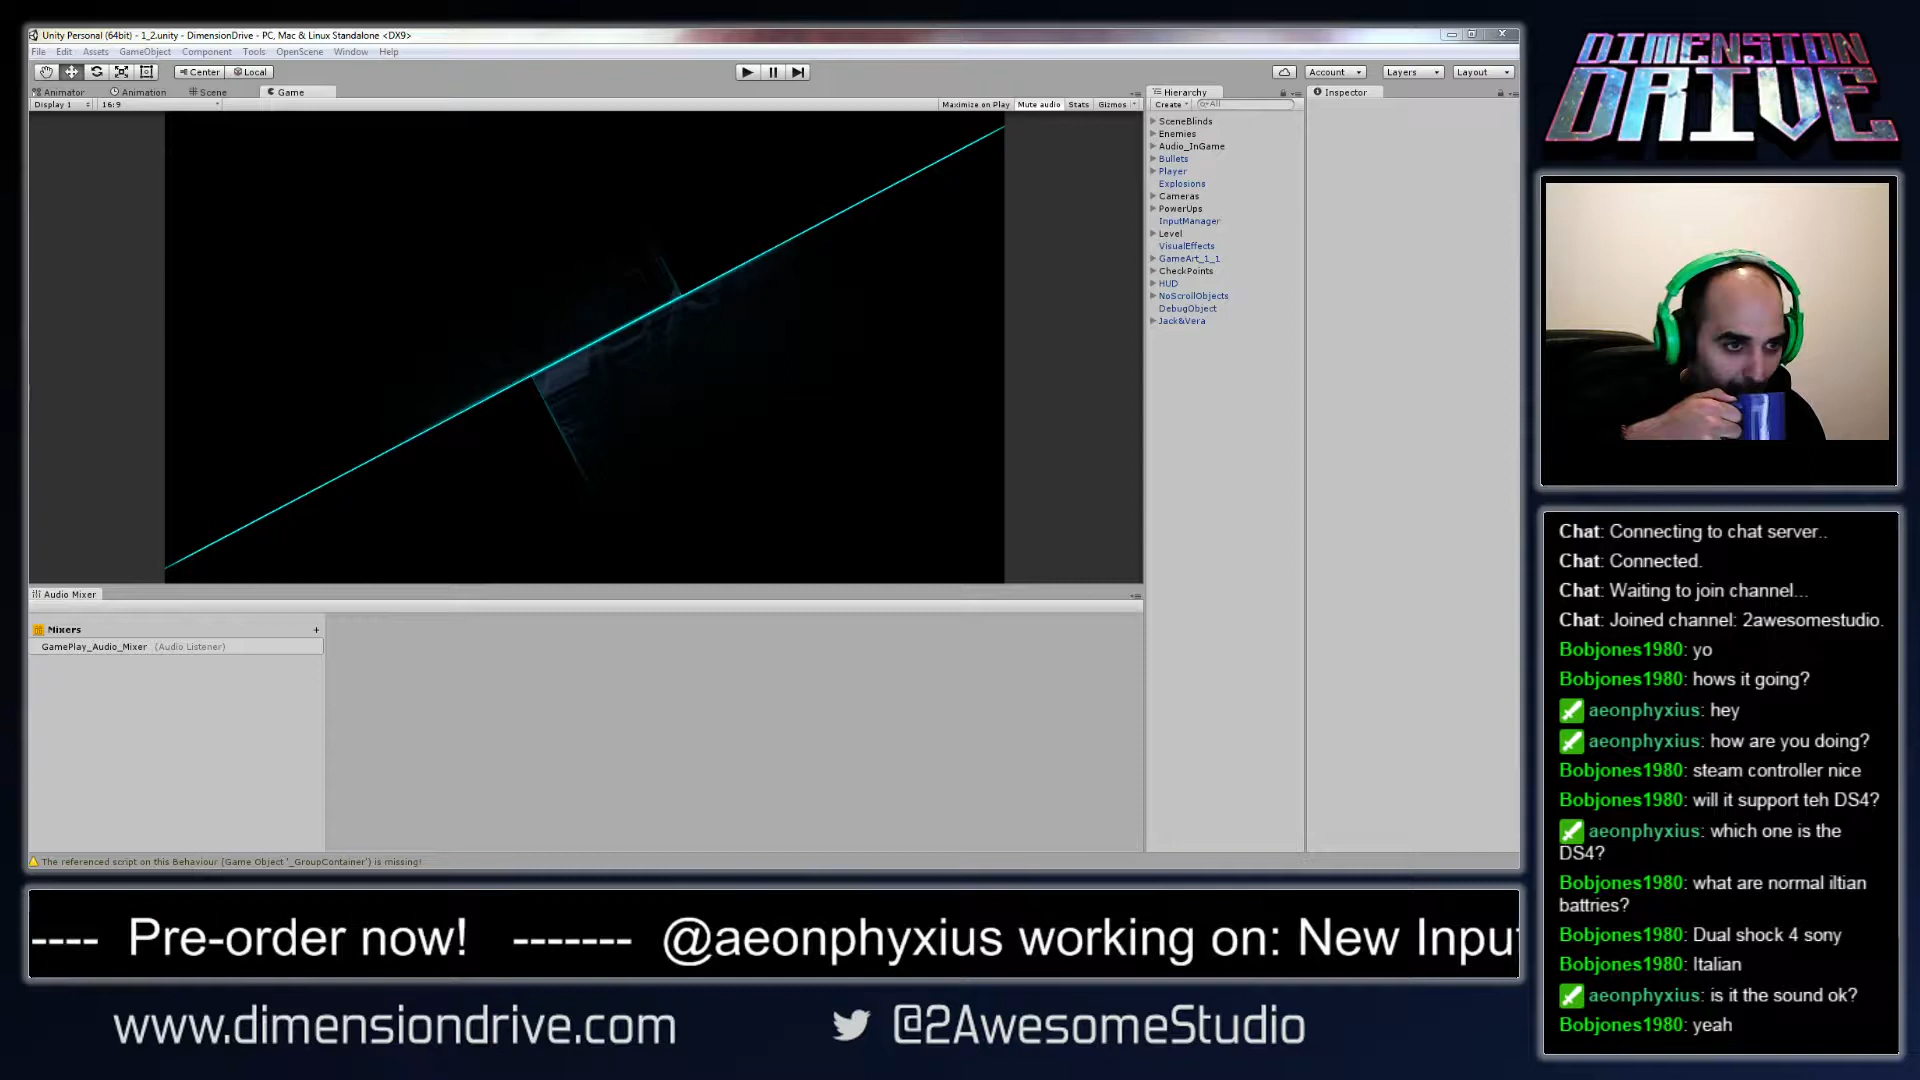 Unity Personal (64bit) - 1_2.unity - DimensionDrive - PC, Mac & Linux Standalone <DX9>
File Edit Assets GameObject Component Tools OpenScene Window Help
Center Local Account Layers Layout
Animator Animation Scene Game
Display 1 16:9 Maximize on Play Mute audio Stats Gizmos
Hierarchy
Create All
SceneBlinds
Enemies
Audio_InGame
Bullets
Player
Explosions
Cameras
PowerUps
InputManager
Level
VisualEffects
GameArt_1_1
CheckPoints
HUD
NoScrollObjects
DebugObject
Jack&Vera
Inspector
Audio Mixer
Mixers +
GamePlay_Audio_Mixer (Audio Listener)
The referenced script on this Behaviour (Game Object '_GroupContainer') is missing!
DIMENSION
DRIVE
Chat: Connecting to chat server..
Chat: Connected.
Chat: Waiting to join channel...
Chat: Joined channel: 2awesomestudio.
Bobjones1980: yo
Bobjones1980: hows it going?
aeonphyxius: hey
aeonphyxius: how are you doing?
Bobjones1980: steam controller nice
Bobjones1980: will it support teh DS4?
aeonphyxius: which one is the
DS4?
Bobjones1980: what are normal iltian
battries?
Bobjones1980: Dual shock 4 sony
Bobjones1980: Italian
aeonphyxius: is it the sound ok?
Bobjones1980: yeah
---- Pre-order now! ------- @aeonphyxius working on: New Input
www.dimensiondrive.com @2AwesomeStudio